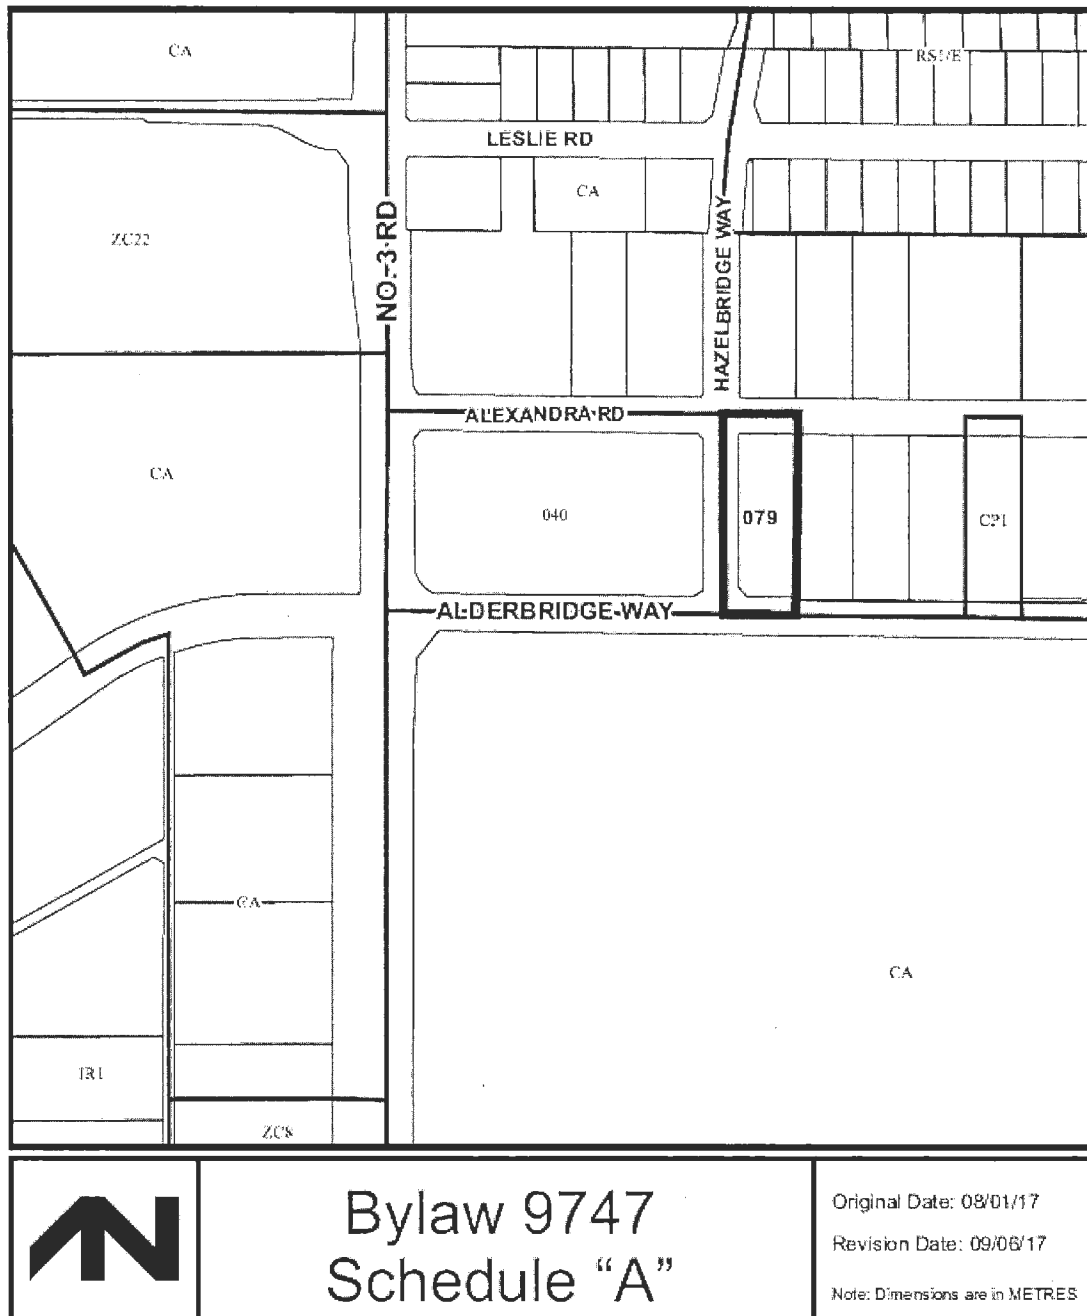 CA
RS1/E
LESLIE RD
CA
ZC22
NO. 3 RD
HAZELBRIDGE WAY
ALEXANDRA RD
CA
040
079
CP1
ALDERBRIDGE WAY
CA
CA
IR1
ZC8
Bylaw 9747
Schedule “A”
Original Date: 08/01/17
Revision Date: 09/06/17
Note: Dimensions are in METRES